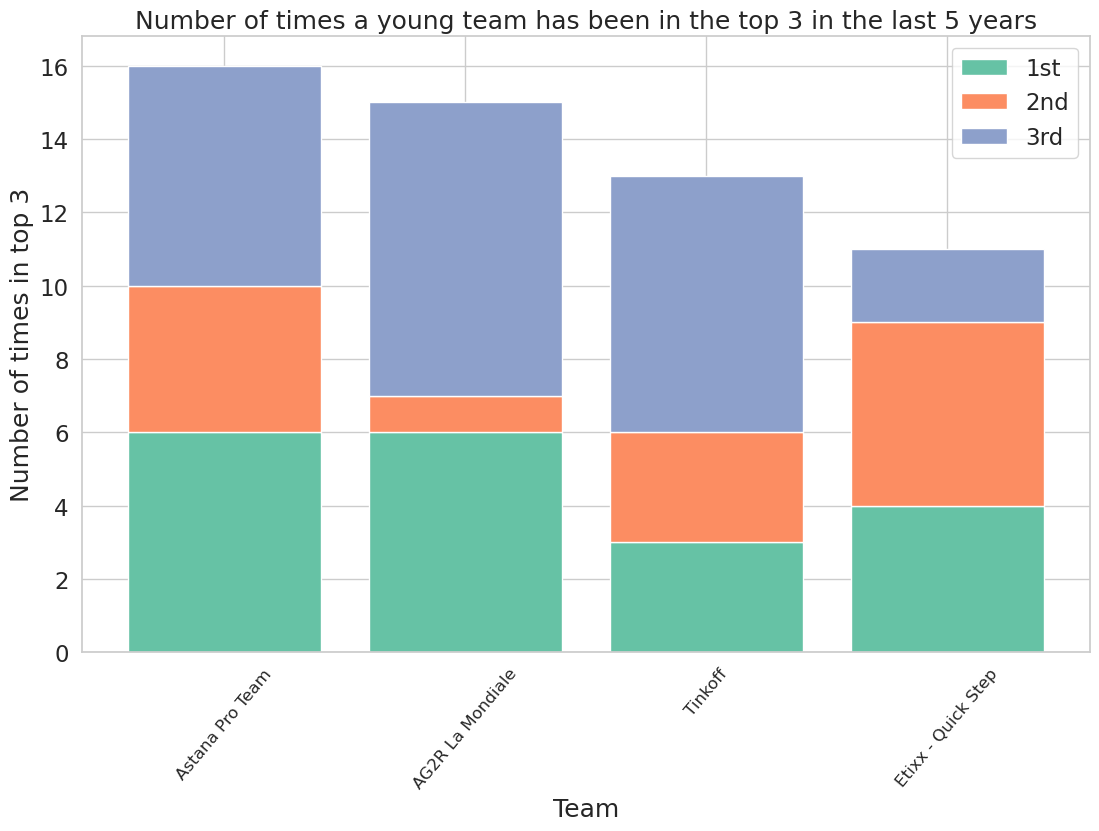 Number of times a young team has been in the top 3 in the last 5 years
1st
2nd
3rd
Number of times in top 3
16
14
12
10
8
6
4
2
0
Astana Pro Team
AG2R La Mondiale
Tinkoff
Etixx - Quick Step
Team